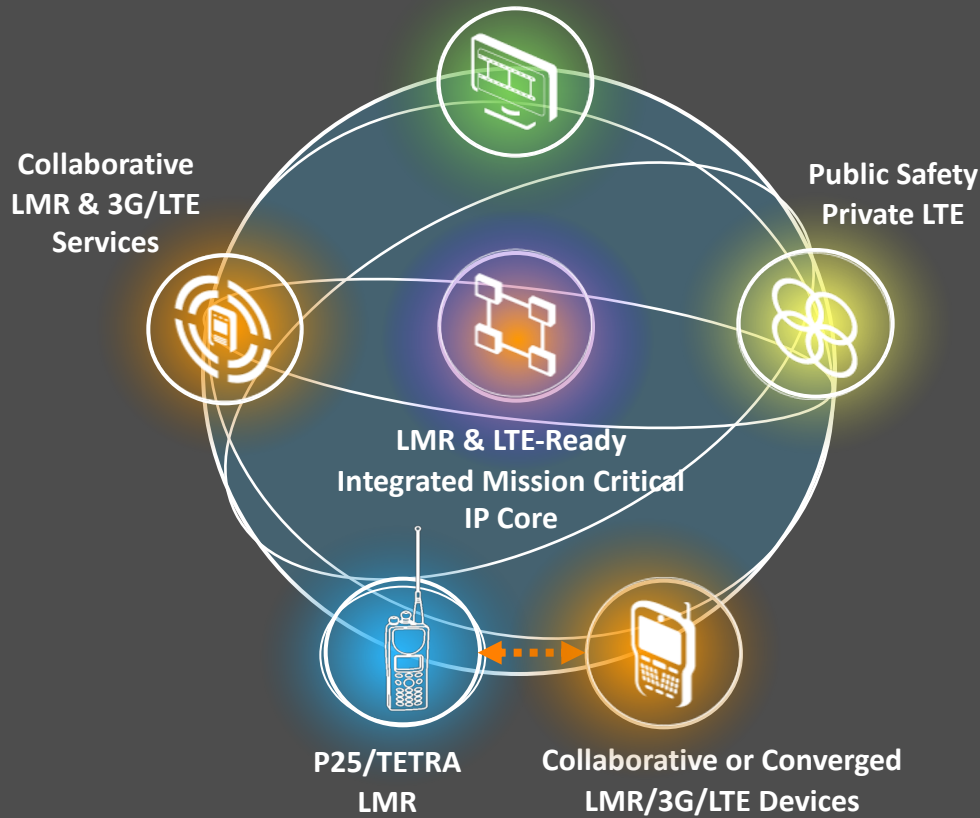 Collaborative
LMR & 3G/LTE
Services
Public Safety
Private LTE
LMR & LTE-Ready
Integrated Mission Critical
IP Core
P25/TETRA
LMR
Collaborative or Converged
LMR/3G/LTE Devices